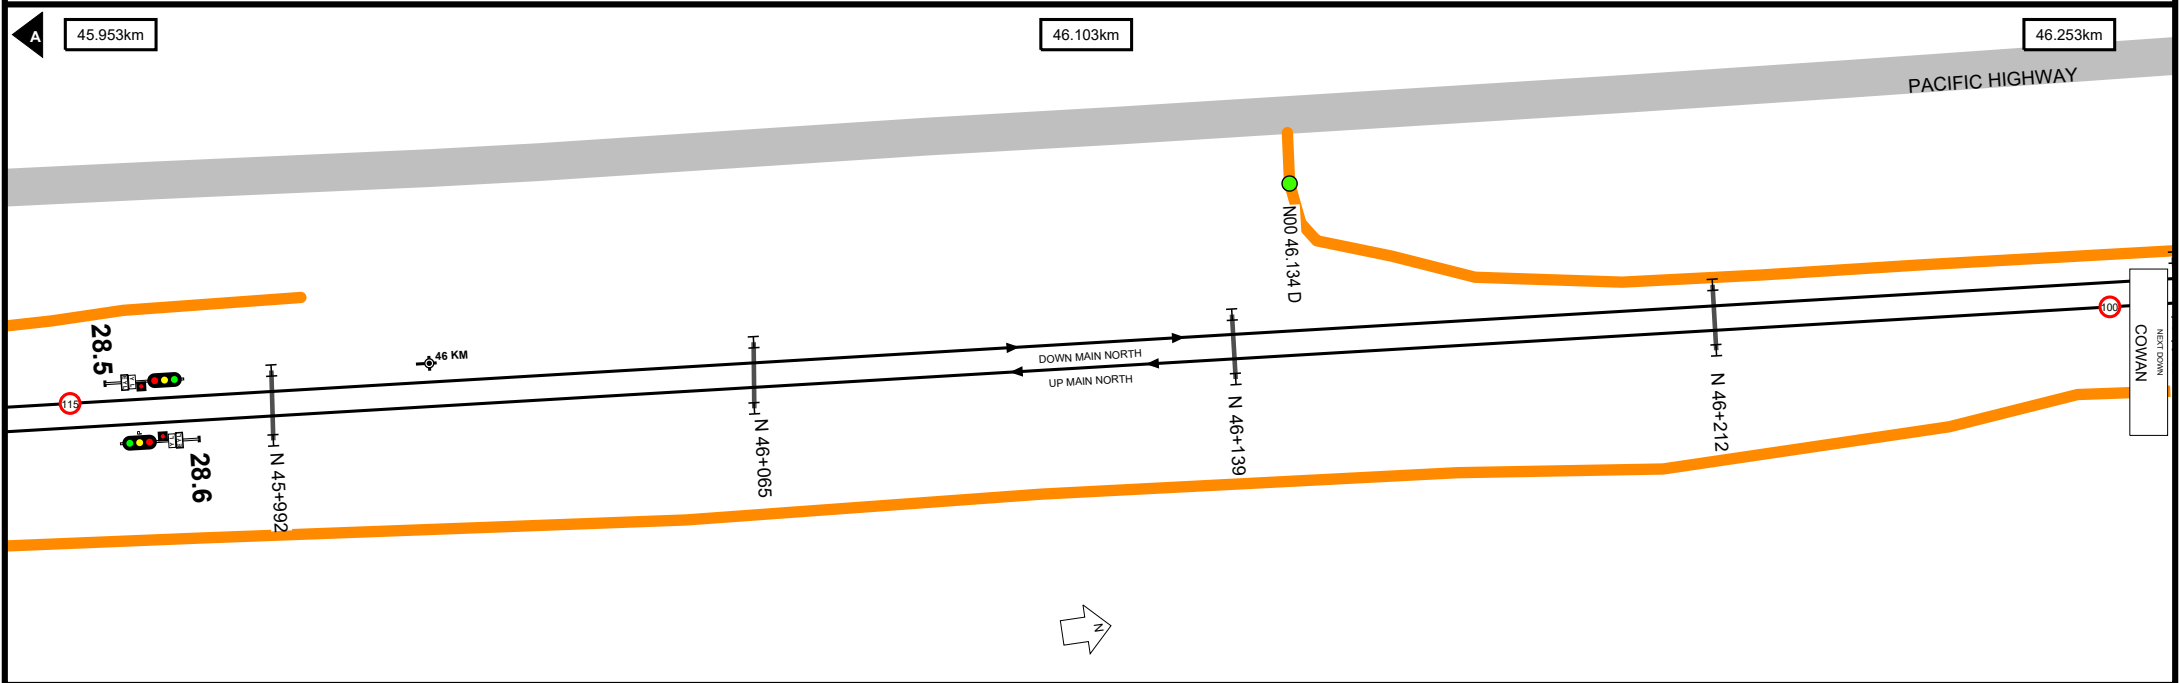 A
45.953km
46.103km
46.253km
PACIFIC HIGHWAY
N00 46.134 D
28.5
46 KM
115
28.6
N 45+992
N 46+065
DOWN MAIN NORTH
UP MAIN NORTH
N 46+139
N 46+212
100
NEXT DOWN
COWAN
N